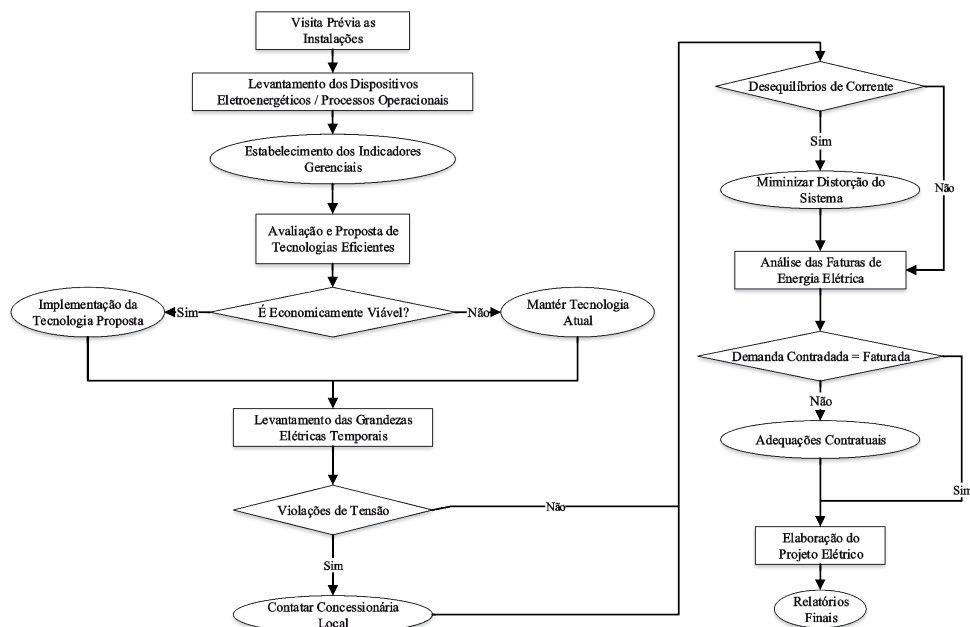 Visita Prévia as
Instalações
Levantamento dos Dispositivos
Eletroenergéticos / Processos Operacionais
Estabelecimento dos Indicadores
Gerenciais
Avaliação e Proposta de
Tecnologias Eficientes
Implementação da
Tecnologia Proposta
Sim
É Economicamente Viável?
Não
Mantér Tecnologia
Atual
Levantamento das Grandezas
Elétricas Temporais
Violações de Tensão
Não
Sim
Contatar Concessionária
Local
Desequilíbrios de Corrente
Sim
Não
Miminizar Distorção do
Sistema
Análise das Faturas de
Energia Elétrica
Demanda Contradada = Faturada
Não
Adequações Contratuais
Sim
Elaboração do
Projeto Elétrico
Relatórios
Finais